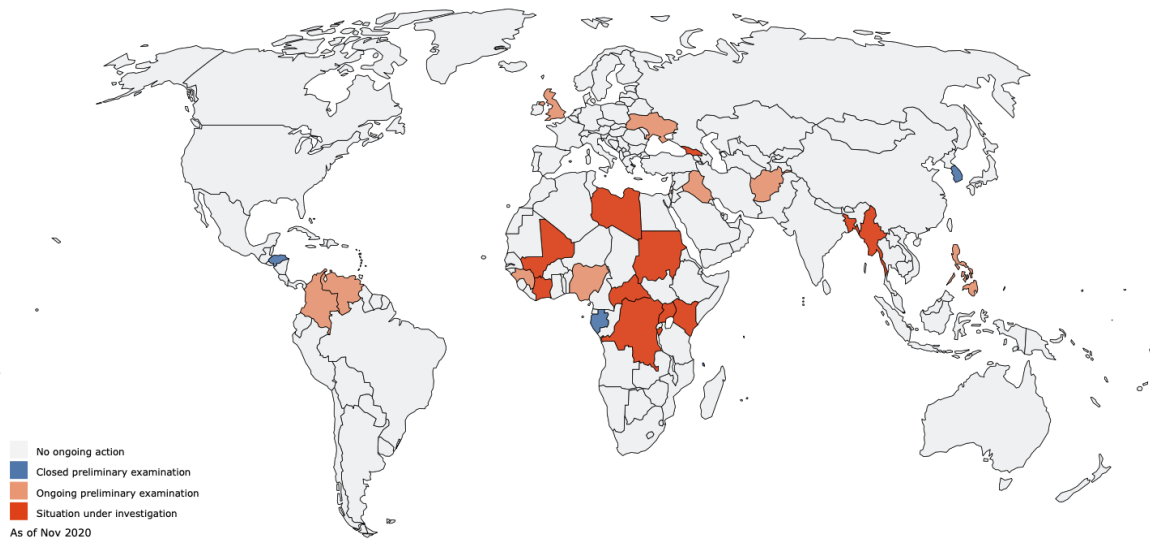 No ongoing action
Closed preliminary examination
Ongoing preliminary examination
Situation under investigation
As of Nov 2020